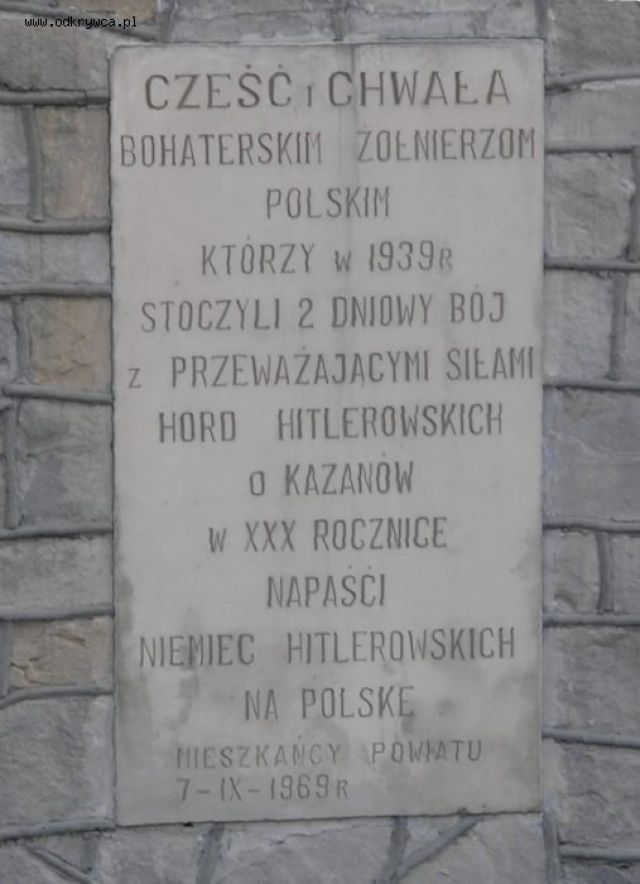 www.odkrywca.pl
CZEŚĆ i CHWAŁA
BOHATERSKIM ŻOŁNIERZOM
POLSKIM
KTÓRZY w 1939R
STOCZYLI 2 DNIOWY BÓJ
z PRZEWAŻAJĄCYMI SIŁAMI
HORD HITLEROWSKICH
O KAZANÓW
W XXX ROCZNICE
NAPAŚCI
NIEMIEC HITLEROWSKICH
NA POLSKE
MIESZKAŃCY POWIATU
7-IX-1969R